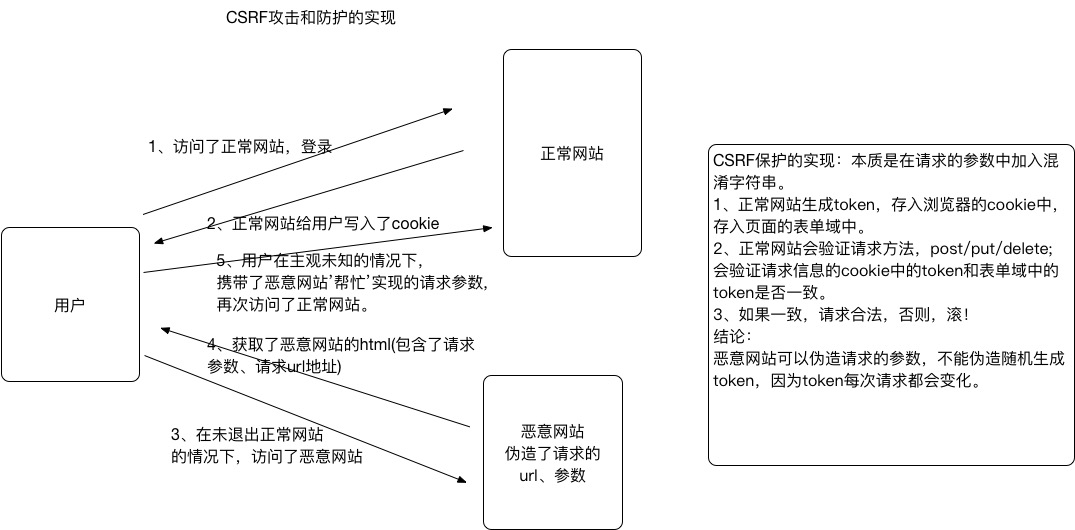 CSRF攻击和防护的实现
1、访问了正常网站，登录
正常网站
2、正常网站给用户写入了cookie
5、用户在主观未知的情况下，
携带了恶意网站'帮忙'实现的请求参数，
再次访问了正常网站。
用户
4、获取了恶意网站的html(包含了请求
参数、请求url地址)
3、在未退出正常网站
的情况下，访问了恶意网站
恶意网站
伪造了请求的
url、参数
CSRF保护的实现：本质是在请求的参数中加入混
淆字符串。
1、正常网站生成token，存入浏览器的cookie中，
存入页面的表单域中。
2、正常网站会验证请求方法，post/put/delete;
会验证请求信息的cookie中的token和表单域中的
token是否一致。
3、如果一致，请求合法，否则，滚！
结论：
恶意网站可以伪造请求的参数，不能伪造随机生成
token，因为token每次请求都会变化。